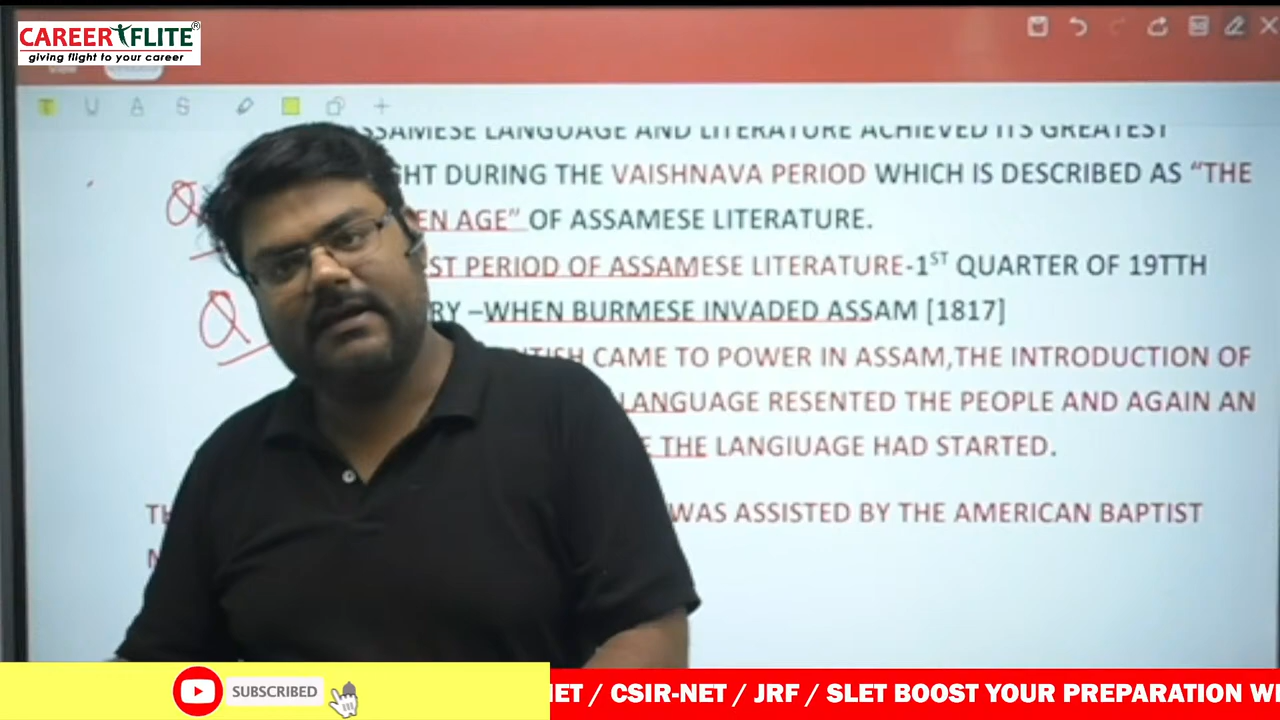 CAREER FLITE®
giving flight to your career
ASSAMESE LANGUAGE AND LITERATURE ACHIEVED ITS GREATEST
GHT DURING THE VAISHNAVA PERIOD WHICH IS DESCRIBED AS “THE
Q
EN AGE” OF ASSAMESE LITERATURE.
ST PERIOD OF ASSAMESE LITERATURE-1ST QUARTER OF 19TTH
Q
RY –WHEN BURMESE INVADED ASSAM [1817]
ITISH CAME TO POWER IN ASSAM,THE INTRODUCTION OF
LANGUAGE RESENTED THE PEOPLE AND AGAIN AN
E THE LANGIUAGE HAD STARTED.
WAS ASSISTED BY THE AMERICAN BAPTIST
SUBSCRIBED
NET / CSIR-NET / JRF / SLET BOOST YOUR PREPARATION WI